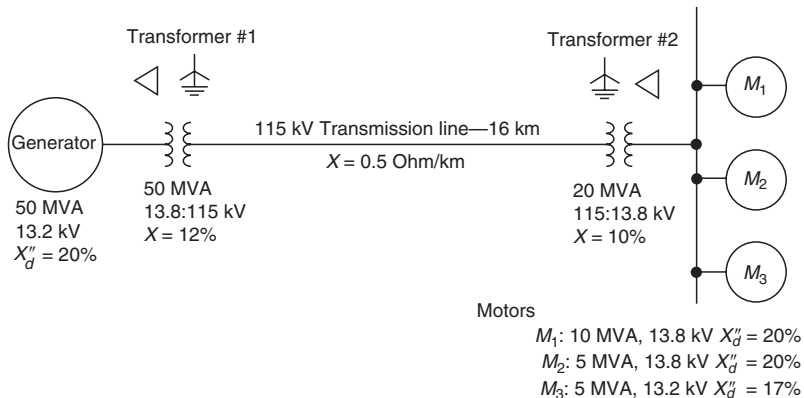 Transformer #1
Transformer #2
Generator
115 kV Transmission line—16 km
X = 0.5 Ohm/km
50 MVA
13.2 kV
X″d = 20%
50 MVA
13.8:115 kV
X = 12%
20 MVA
115:13.8 kV
X = 10%
M1
M2
M3
Motors
M1: 10 MVA, 13.8 kV X″d = 20%
M2: 5 MVA, 13.8 kV X″d = 20%
M3: 5 MVA, 13.2 kV X″d = 17%